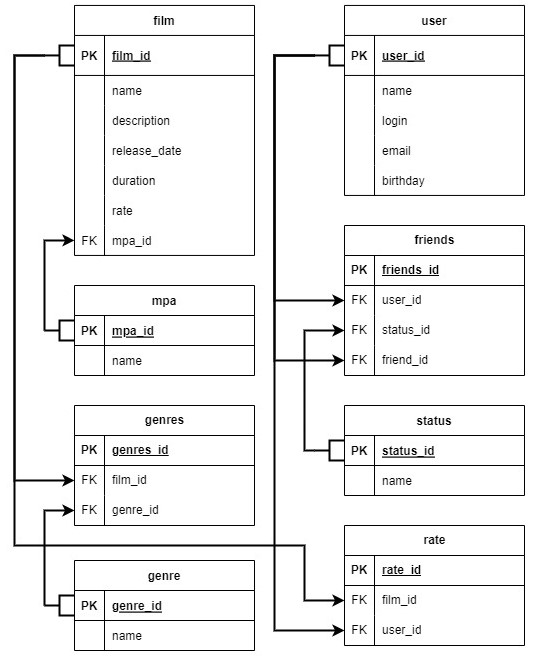 film
PK film_id
name
description
release_date
duration
rate
FK mpa_id
mpa
PK mpa_id
name
genres
PK genres_id
FK film_id
FK genre_id
genre
PK genre_id
name
user
PK user_id
name
login
email
birthday
friends
PK friends_id
FK user_id
FK status_id
FK friend_id
status
PK status_id
name
rate
PK rate_id
FK film_id
FK user_id